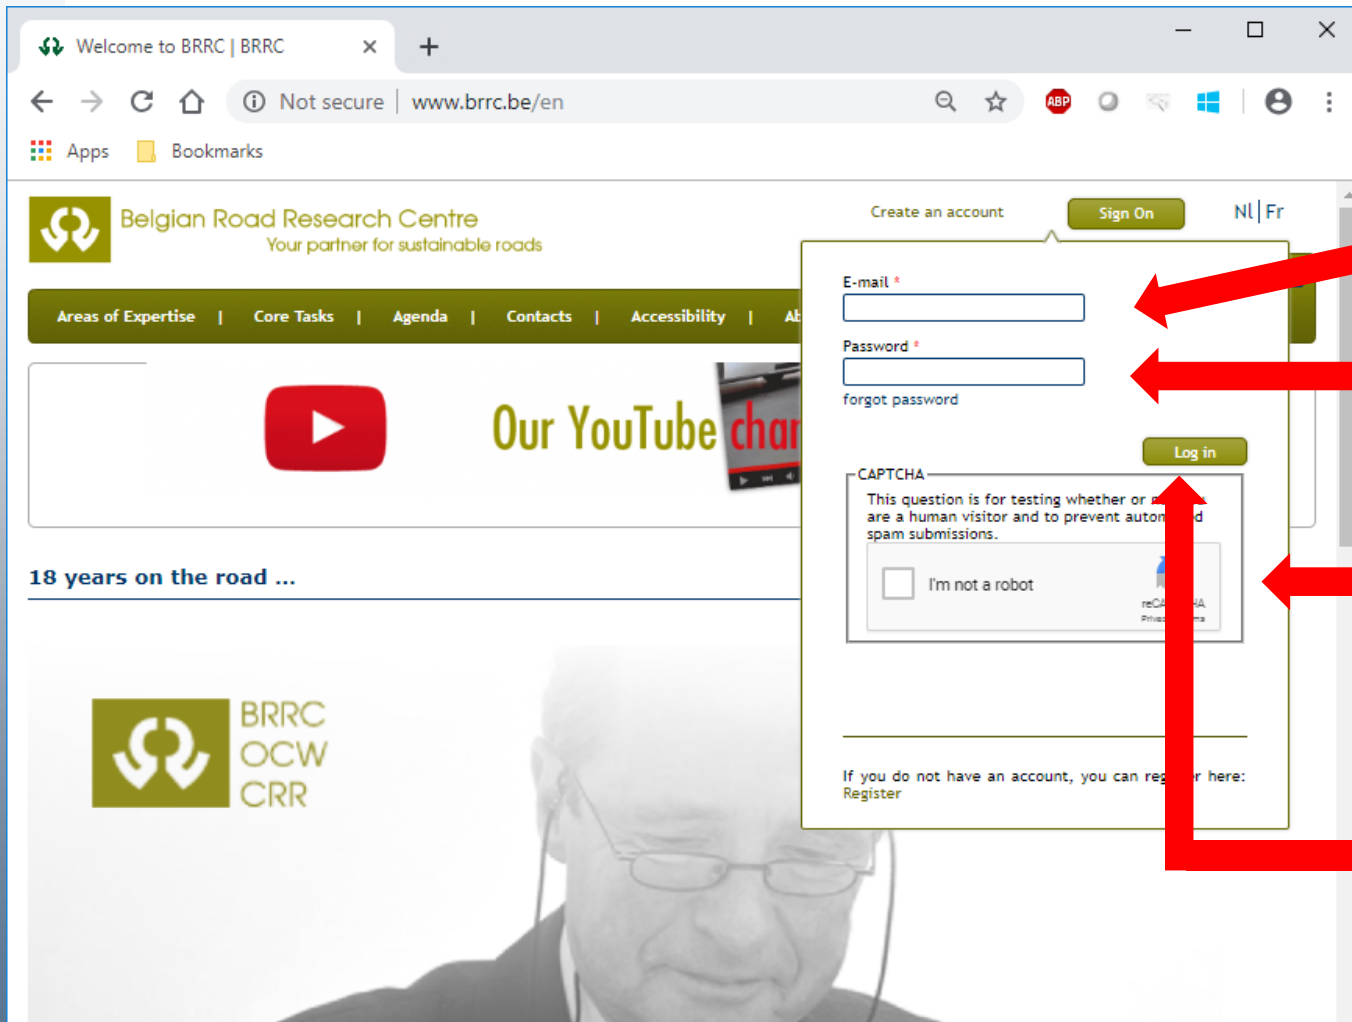 Welcome to BRRC | BRRC
Not secure | www.brrc.be/en
ABP
Apps Bookmarks
Belgian Road Research Centre
Your partner for sustainable roads
Create an account
Sign On
Nl | Fr
Areas of Expertise | Core Tasks | Agenda | Contacts | Accessibility |
E-mail *
Password *
forgot password
Our YouTube
Log in
CAPTCHA
This question is for testing whether or
are a human visitor and to prevent
spam submissions.
I'm not a robot
18 years on the road ...
BRRC
OCW
CRR
If you do not have an account, you can here:
Register